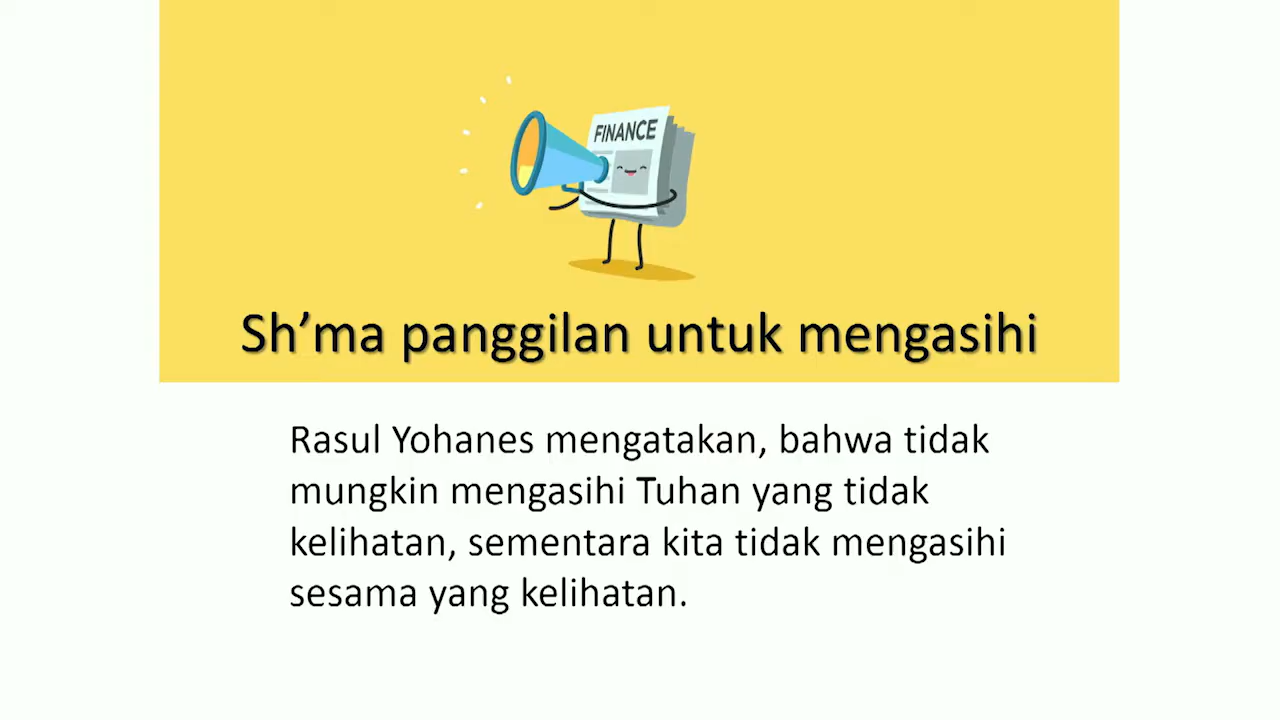 FINANCE
Sh’ma panggilan untuk mengasihi
Rasul Yohanes mengatakan, bahwa tidak
mungkin mengasihi Tuhan yang tidak
kelihatan, sementara kita tidak mengasihi
sesama yang kelihatan.